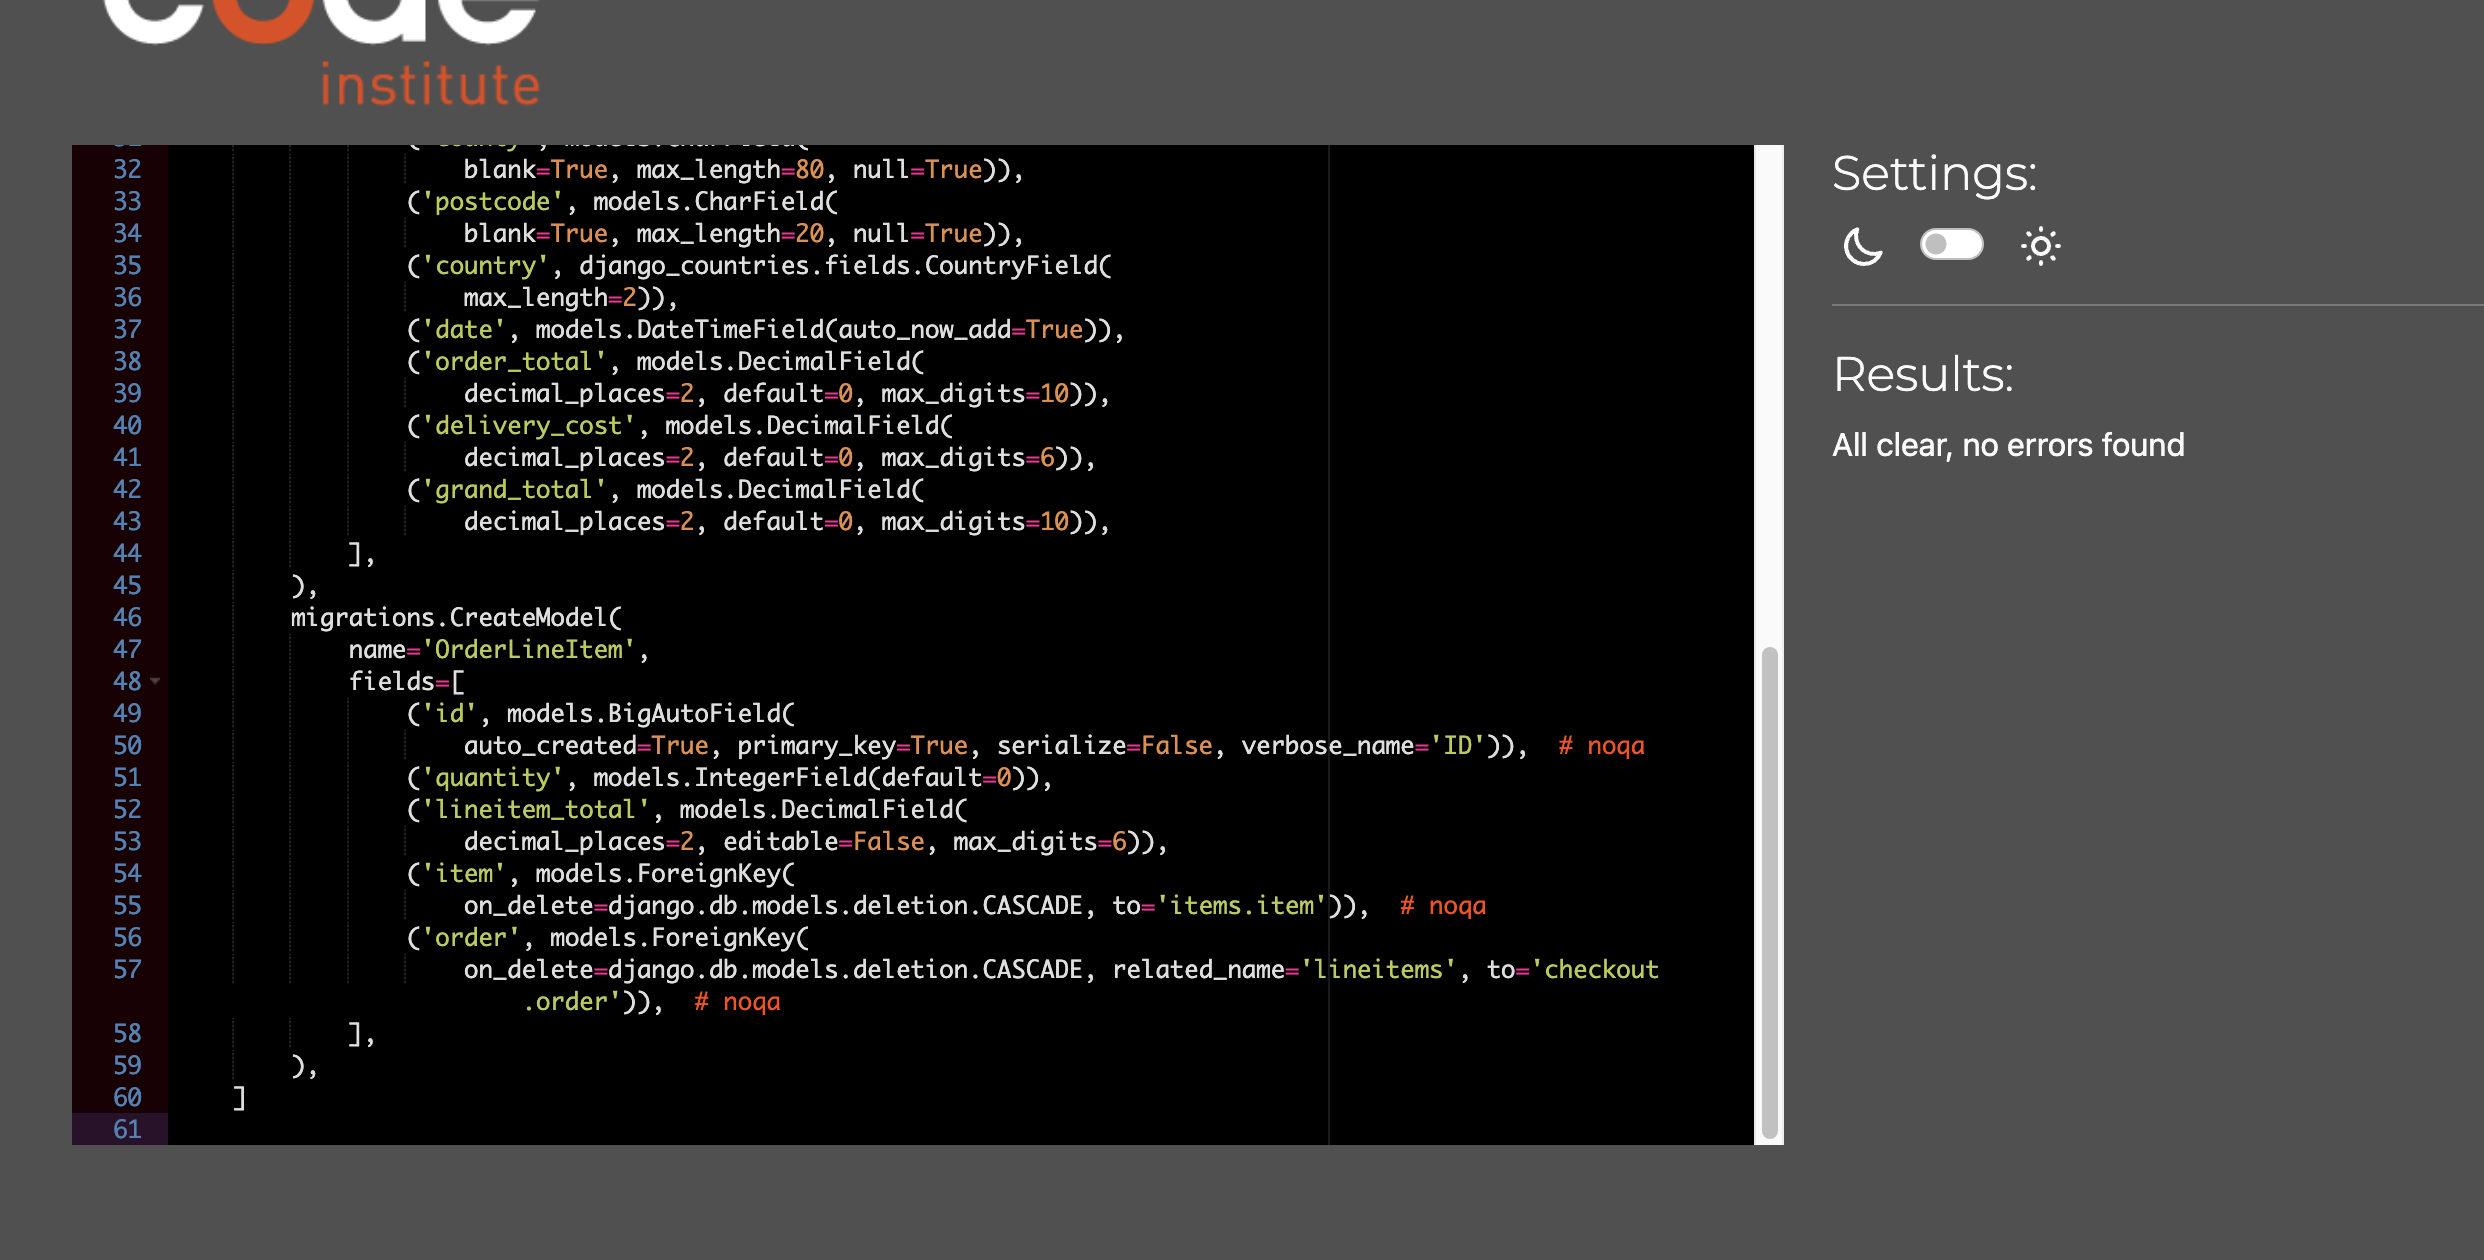 code
institute
32 blank=True, max_length=80, null=True)),
33 ('postcode', models.CharField(
34 blank=True, max_length=20, null=True)),
35 ('country', django_countries.fields.CountryField(
36 max_length=2)),
37 ('date', models.DateTimeField(auto_now_add=True)),
38 ('order_total', models.DecimalField(
39 decimal_places=2, default=0, max_digits=10)),
40 ('delivery_cost', models.DecimalField(
41 decimal_places=2, default=0, max_digits=6)),
42 ('grand_total', models.DecimalField(
43 decimal_places=2, default=0, max_digits=10)),
44 ],
45 ),
46 migrations.CreateModel(
47 name='OrderLineItem',
48 fields=[
49 ('id', models.BigAutoField(
50 auto_created=True, primary_key=True, serialize=False, verbose_name='ID')),  # noqa
51 ('quantity', models.IntegerField(default=0)),
52 ('lineitem_total', models.DecimalField(
53 decimal_places=2, editable=False, max_digits=6)),
54 ('item', models.ForeignKey(
55 on_delete=django.db.models.deletion.CASCADE, to='items.item')),  # noqa
56 ('order', models.ForeignKey(
57 on_delete=django.db.models.deletion.CASCADE, related_name='lineitems', to='checkout
.order')),  # noqa
58 ],
59 ),
60 ]
61
Settings:
Results:
All clear, no errors found